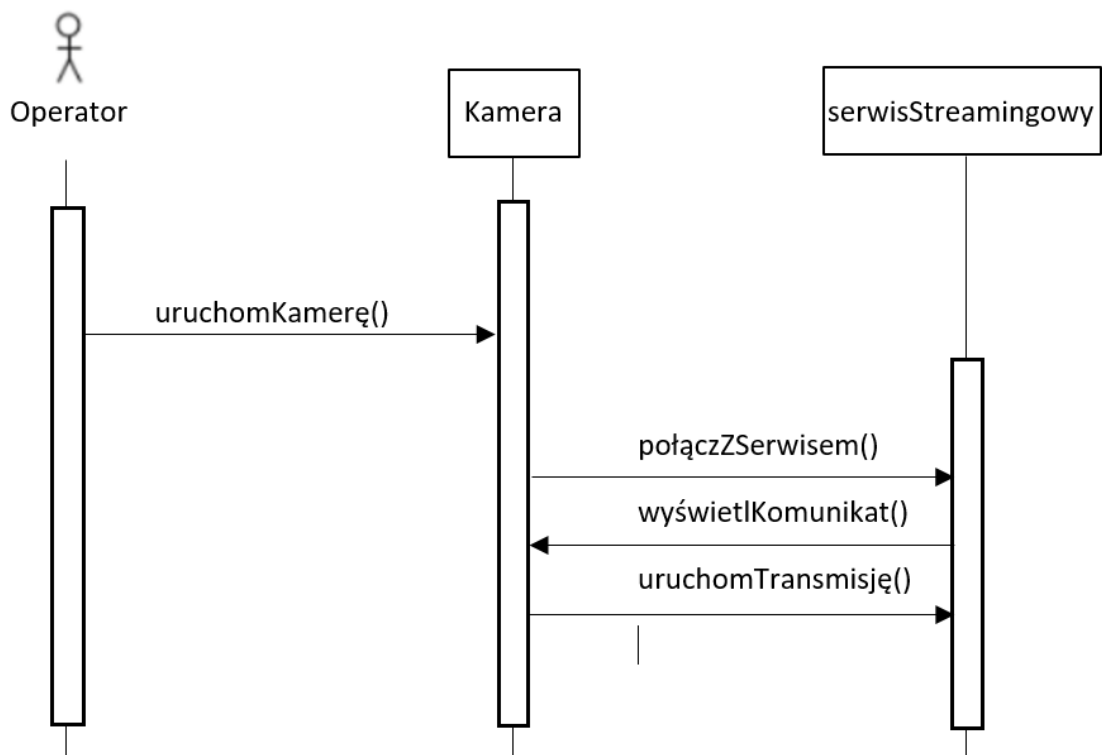 Operator
Kamera
serwisStreamingowy
uruchomKamerę()
połączZSerwisem()
wyświetlKomunikat()
uruchomTransmisję()